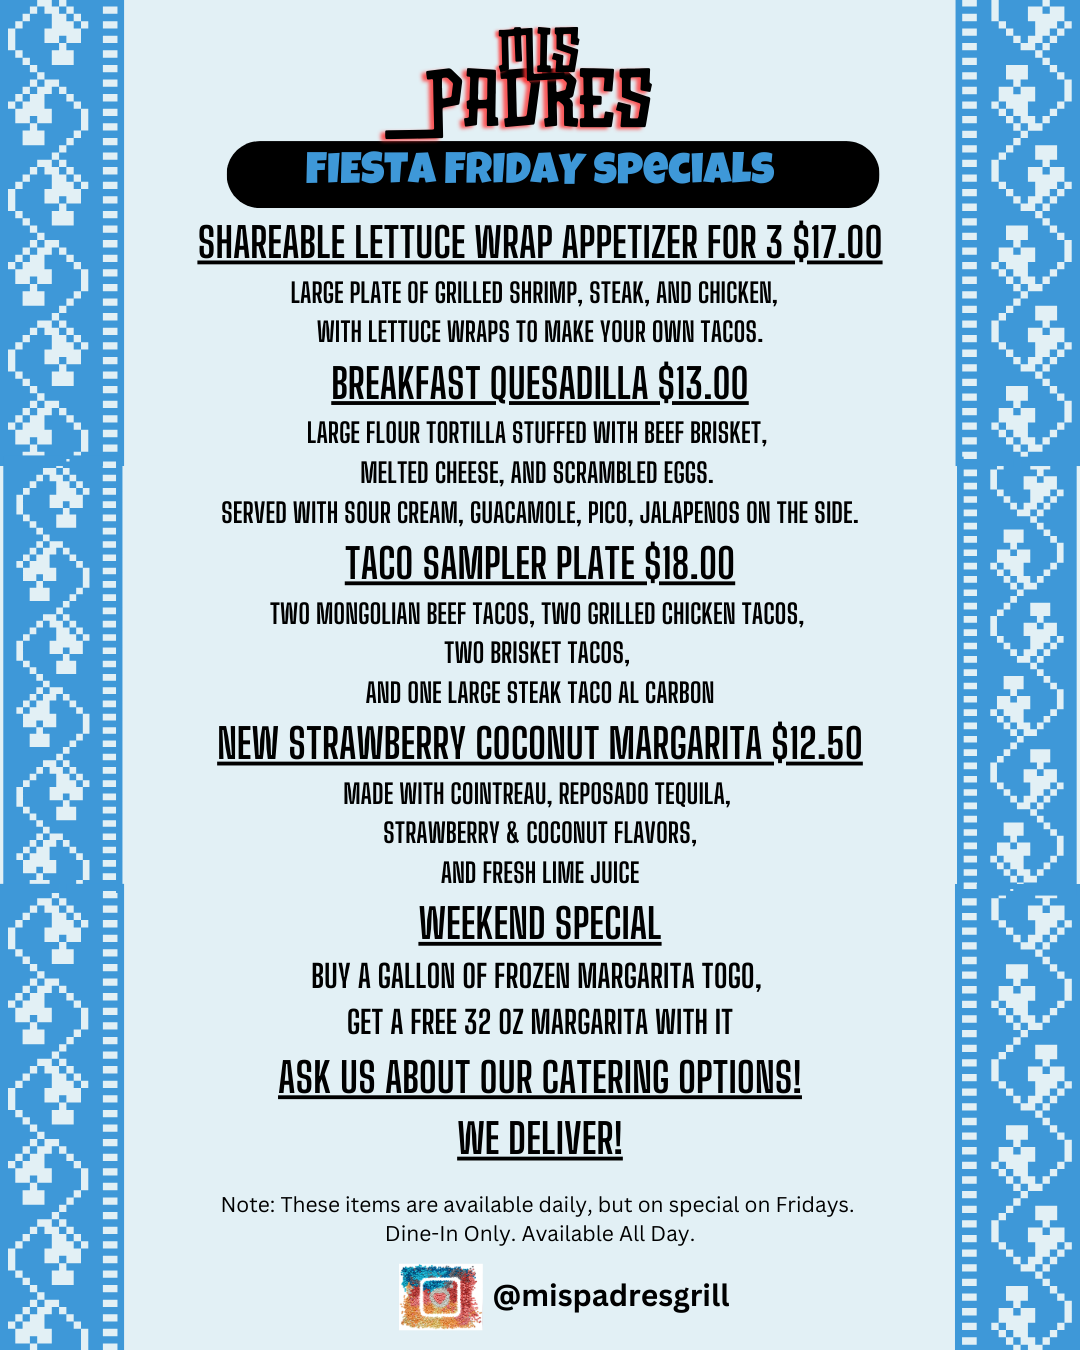 MIS
PADRES
FIESTA FRIDAY SPECIALS
SHAREABLE LETTUCE WRAP APPETIZER FOR 3 $17.00
LARGE PLATE OF GRILLED SHRIMP, STEAK, AND CHICKEN,
WITH LETTUCE WRAPS TO MAKE YOUR OWN TACOS.
BREAKFAST QUESADILLA $13.00
LARGE FLOUR TORTILLA STUFFED WITH BEEF BRISKET,
MELTED CHEESE, AND SCRAMBLED EGGS.
SERVED WITH SOUR CREAM, GUACAMOLE, PICO, JALAPENOS ON THE SIDE.
TACO SAMPLER PLATE $18.00
TWO MONGOLIAN BEEF TACOS, TWO GRILLED CHICKEN TACOS,
TWO BRISKET TACOS,
AND ONE LARGE STEAK TACO AL CARBON
NEW STRAWBERRY COCONUT MARGARITA $12.50
MADE WITH COINTREAU, REPOSADO TEQUILA,
STRAWBERRY & COCONUT FLAVORS,
AND FRESH LIME JUICE
WEEKEND SPECIAL
BUY A GALLON OF FROZEN MARGARITA TOGO,
GET A FREE 32 OZ MARGARITA WITH IT
ASK US ABOUT OUR CATERING OPTIONS!
WE DELIVER!
Note: These items are available daily, but on special on Fridays.
Dine-In Only. Available All Day.
@mispadresgrill